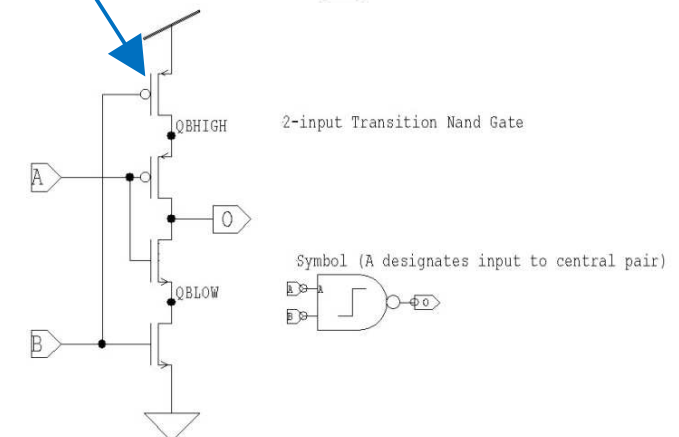 QBHIGH
2-input Transition Nand Gate
A
O
Symbol (A designates input to central pair)
QBLOW
A
A
O
B
B